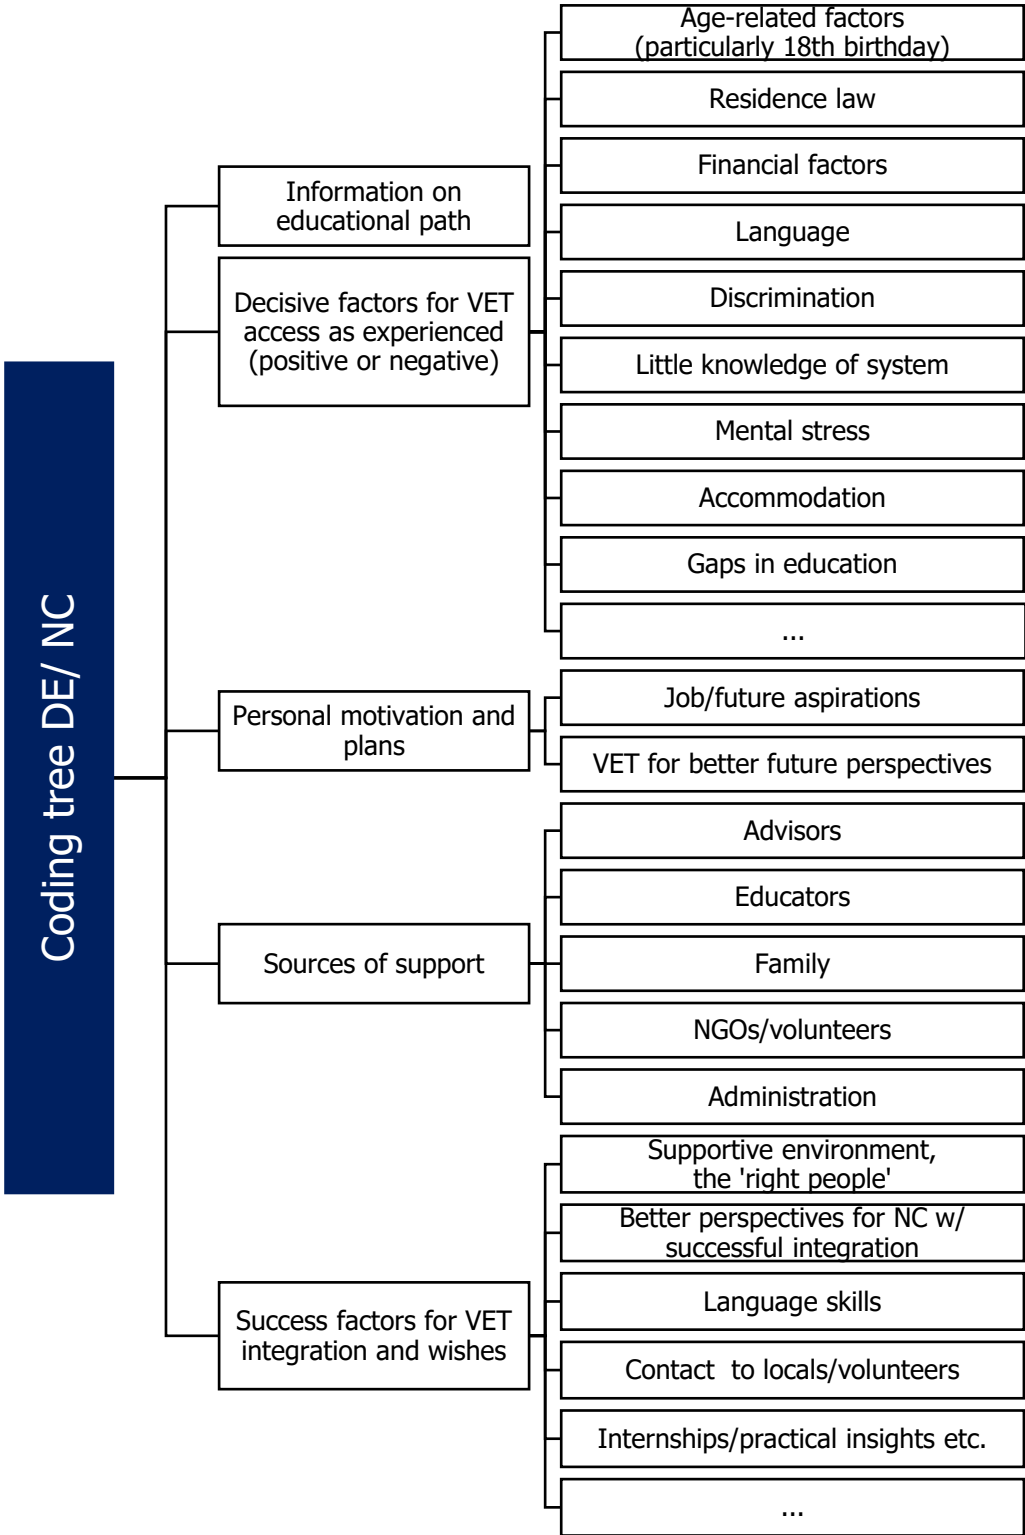 Coding tree DE/ NC
Information on
educational path
Decisive factors for VET
access as experienced
(positive or negative)
Age-related factors
(particularly 18th birthday)
Residence law
Financial factors
Language
Discrimination
Little knowledge of system
Mental stress
Accommodation
Gaps in education
...
Personal motivation and
plans
Job/future aspirations
VET for better future perspectives
Sources of support
Advisors
Educators
Family
NGOs/volunteers
Administration
Success factors for VET
integration and wishes
Supportive environment,
the 'right people'
Better perspectives for NC w/
successful integration
Language skills
Contact  to locals/volunteers
Internships/practical insights etc.
...